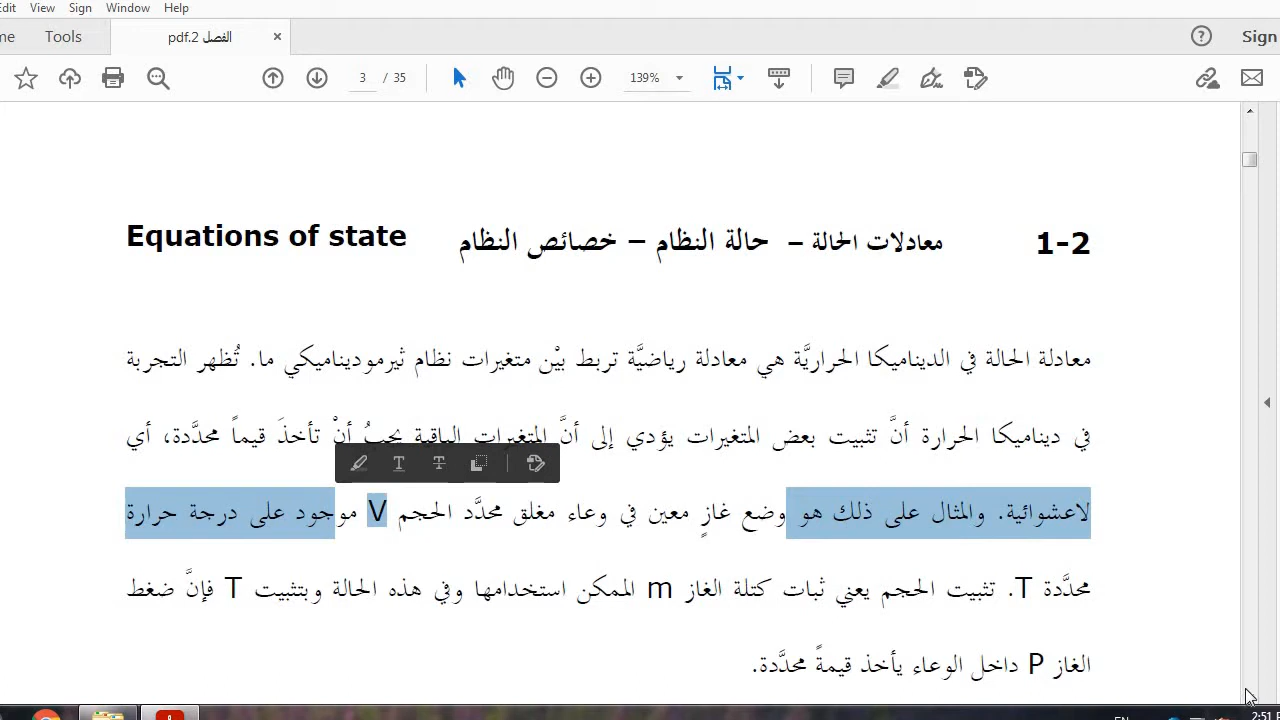 Edit View Sign Window Help
me Tools الفصل 2.pdf × ? Sign
3 / 35 139%
1-2 معادلات الحالة – حالة النظام – خصائص النظام Equations of state
معادلة الحالة في الديناميكا الحراريَّة هي معادلة رياضيَّة تربط بيْن متغيرات نظام ثيرموديناميكي ما. تُظهر التجربة
في ديناميكا الحرارة أنَّ تثبيت بعض المتغيرات يؤدي إلى أنَّ المتغيرات الباقية يجبُ أنْ تأخذَ قيماً محدَّدة، أي
لاعشوائية. والمثال على ذلك هو وضع غازٍ معين في وعاء مغلق محدَّد الحجم V موجود على درجة حرارة
محدَّدة T. تثبيت الحجم يعني ثبات كتلة الغاز m الممكن استخدامها وفي هذه الحالة وبتثبيت T فإنَّ ضغط
الغاز P داخل الوعاء يأخذ قيمةً محدَّدة.
EN 2:51